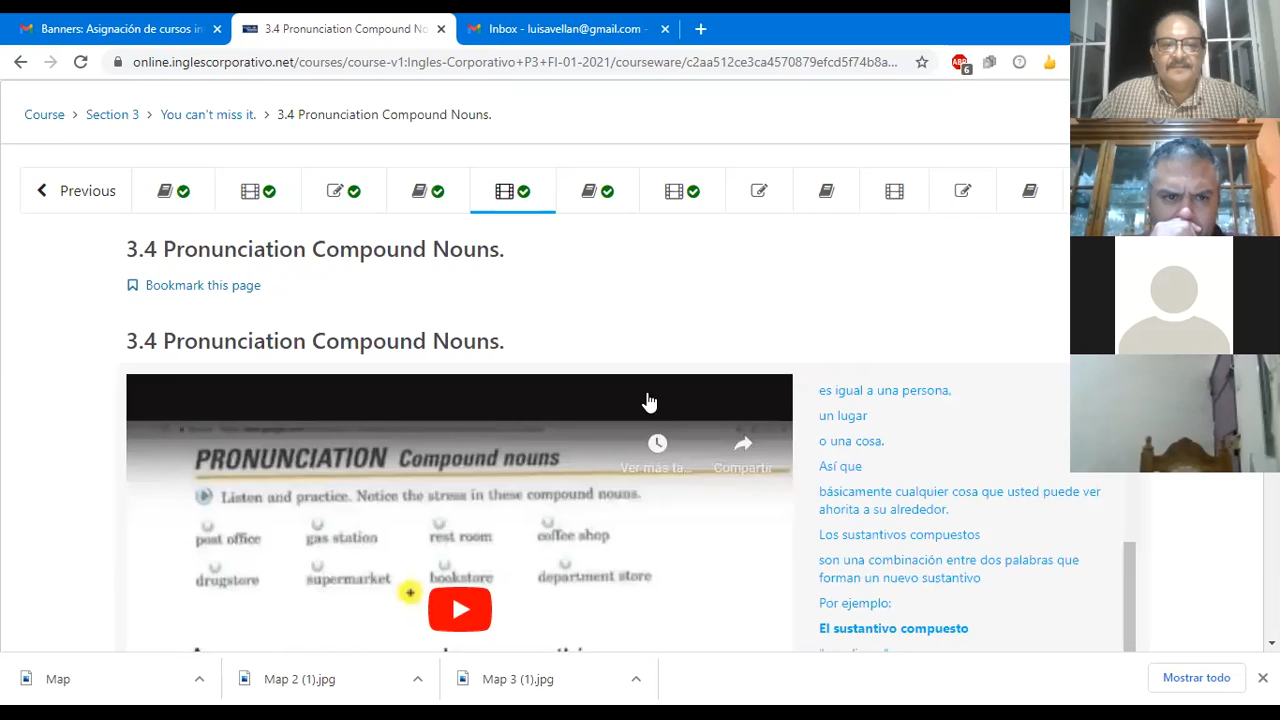 Banners: Asignación de cursos in
3.4 Pronunciation Compound No
Inbox - luisavellan@gmail.com -
online.inglescorporativo.net/courses/course-v1:Ingles-Corporativo+P3+FI-01-2021/courseware/c2aa512ce3ca4570879efcd5f74b8a...
ABP
6
Course > Section 3 > You can't miss it. > 3.4 Pronunciation Compound Nouns.
Previous
3.4 Pronunciation Compound Nouns.
Bookmark this page
3.4 Pronunciation Compound Nouns.
PRONUNCIATION Compound nouns
Ver más ta...
Compartir
Listen and practice. Notice the stress in these compound nouns.
post office gas station rest room coffee shop
drugstore supermarket bookstore department store
es igual a una persona,
un lugar
o una cosa.
Así que
básicamente cualquier cosa que usted puede ver
ahorita a su alrededor.
Los sustantivos compuestos
son una combinación entre dos palabras que
forman un nuevo sustantivo
Por ejemplo:
El sustantivo compuesto
Map
Map 2 (1).jpg
Map 3 (1).jpg
Mostrar todo